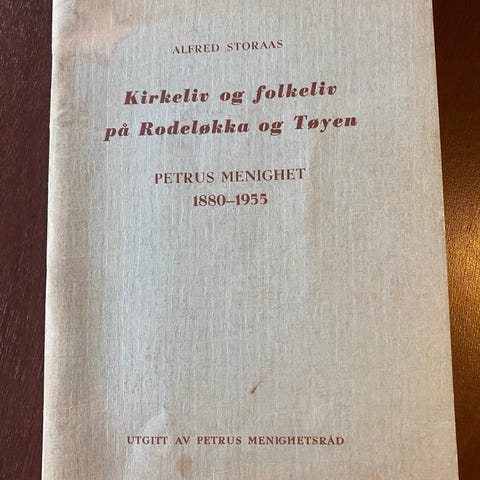 ALFRED STORAAS
Kirkeliv og folkeliv
på Rodeløkka og Tøyen
PETRUS MENIGHET
1880–1955
UTGITT AV PETRUS MENIGHETSRÅD